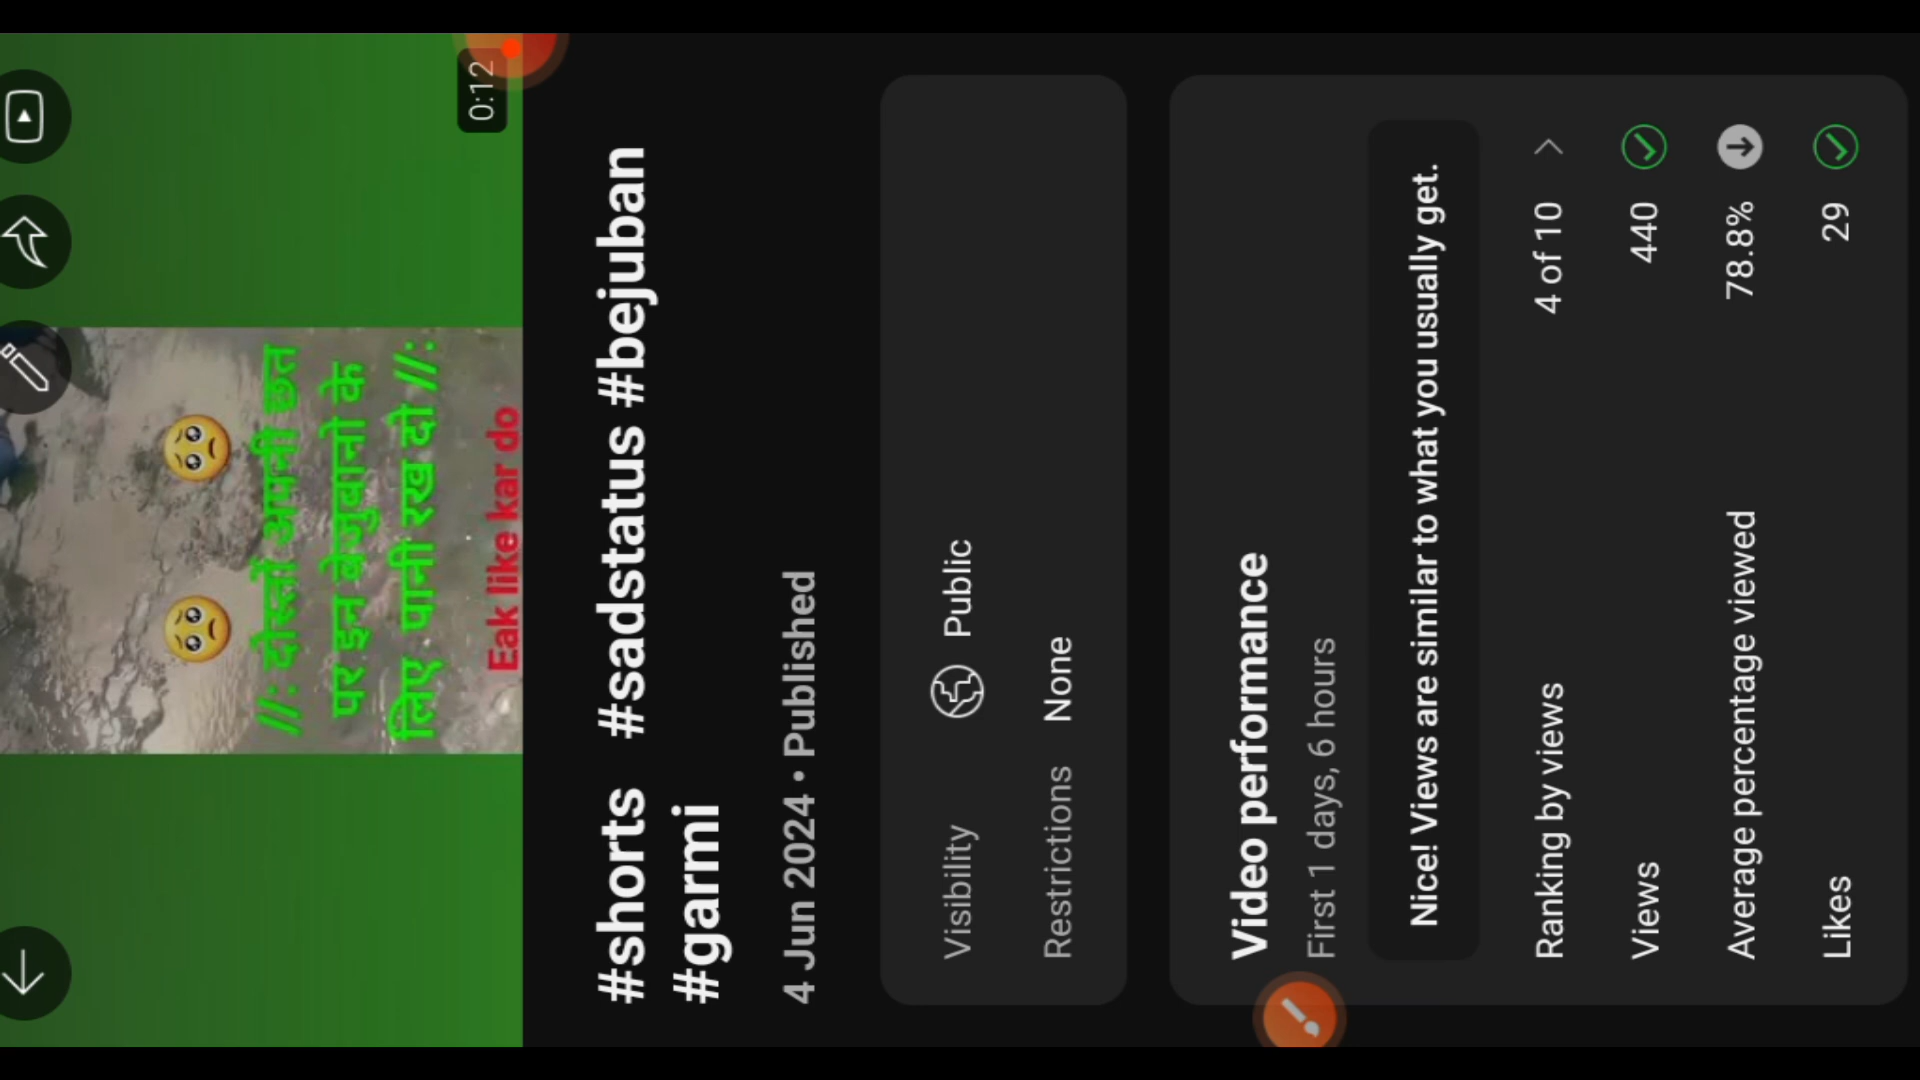 //: दोस्तों अपनी छत
पर इन बेजुबानो के
लिए पानी रख दो //:
Eak like kar do
0:12
#shorts #sadstatus #bejuban
#garmi
4 Jun 2024 • Published
Visibility Public
Restrictions None
Video performance
First 1 days, 6 hours
Nice! Views are similar to what you usually get.
Ranking by views 4 of 10
Views 440
Average percentage viewed 78.8%
Likes 29